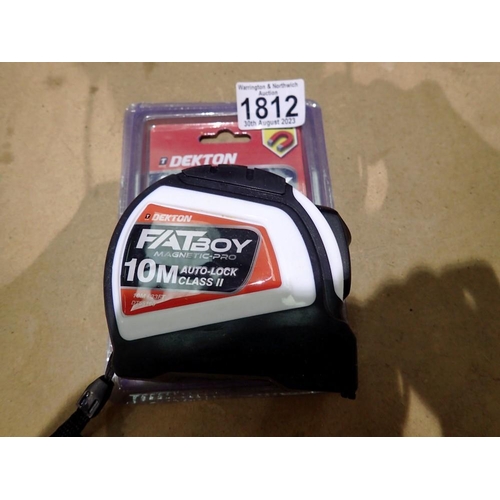 Warrington & Northwich
Auction
1812
30th August 2023
DEKTON
DEKTON
FATBOY
MAGNETIC-PRO
10M AUTO-LOCK
CLASS II